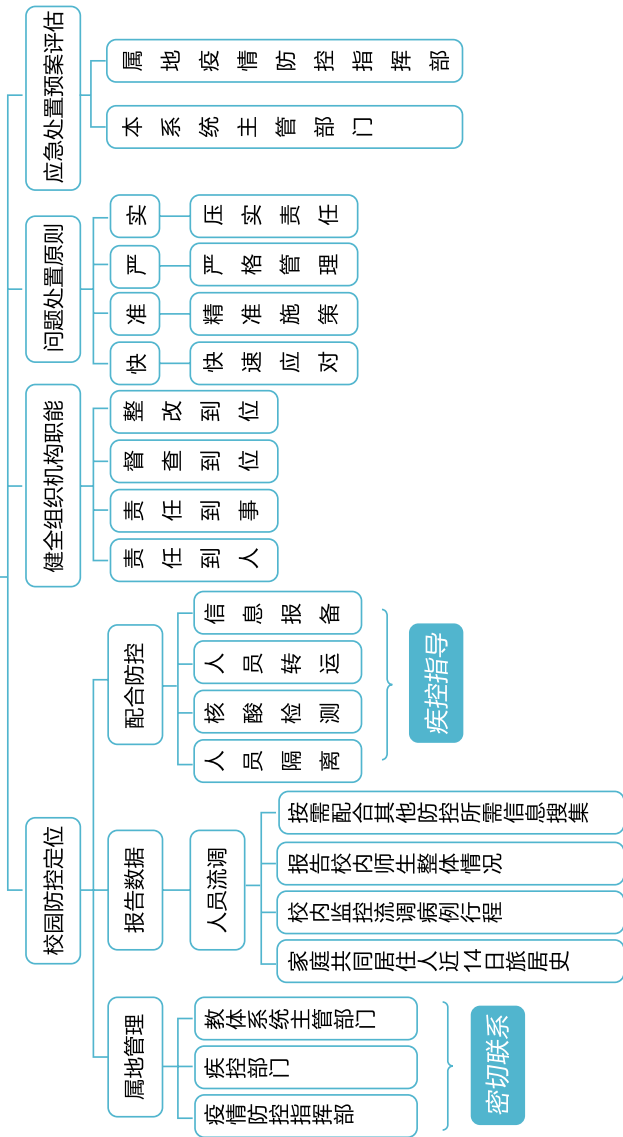 校园防控定位
属地管理
疫情防控指挥部
疾控部门
教体系统主管部门
密切联系
报告数据
人员流调
家庭共同居住人近14日旅居史
校内监控流调病例行程
报告校内师生整体情况
按需配合其他防控所需信息搜集
配合防控
人员隔离
核酸检测
人员转运
信息报备
疾控指导
健全组织机构职能
责任到人
责任到事
督查到位
整改到位
问题处置原则
快
快速应对
准
精准施策
严
严格管理
实
压实责任
应急处置预案评估
本系统主管部门
属地疫情防控指挥部